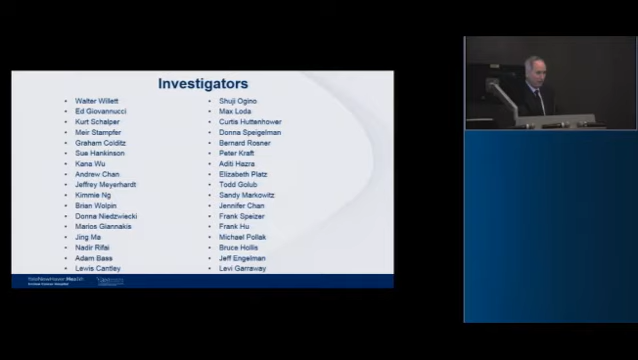 Investigators
• Walter Willett
• Ed Giovannucci
• Kurt Schalper
• Meir Stampfer
• Graham Colditz
• Sue Hankinson
• Kana Wu
• Andrew Chan
• Jeffrey Meyerhardt
• Kimmie Ng
• Brian Wolpin
• Donna Niedzwiecki
• Marios Giannakis
• Jing Ma
• Nadir Rifai
• Adam Bass
• Lewis Cantley
• Shuji Ogino
• Max Loda
• Curtis Huttenhower
• Donna Speigelman
• Bernard Rosner
• Peter Kraft
• Aditi Hazra
• Elizabeth Platz
• Todd Golub
• Sandy Markowitz
• Jennifer Chan
• Frank Speizer
• Frank Hu
• Michael Pollak
• Bruce Hollis
• Jeff Engelman
• Levi Garraway